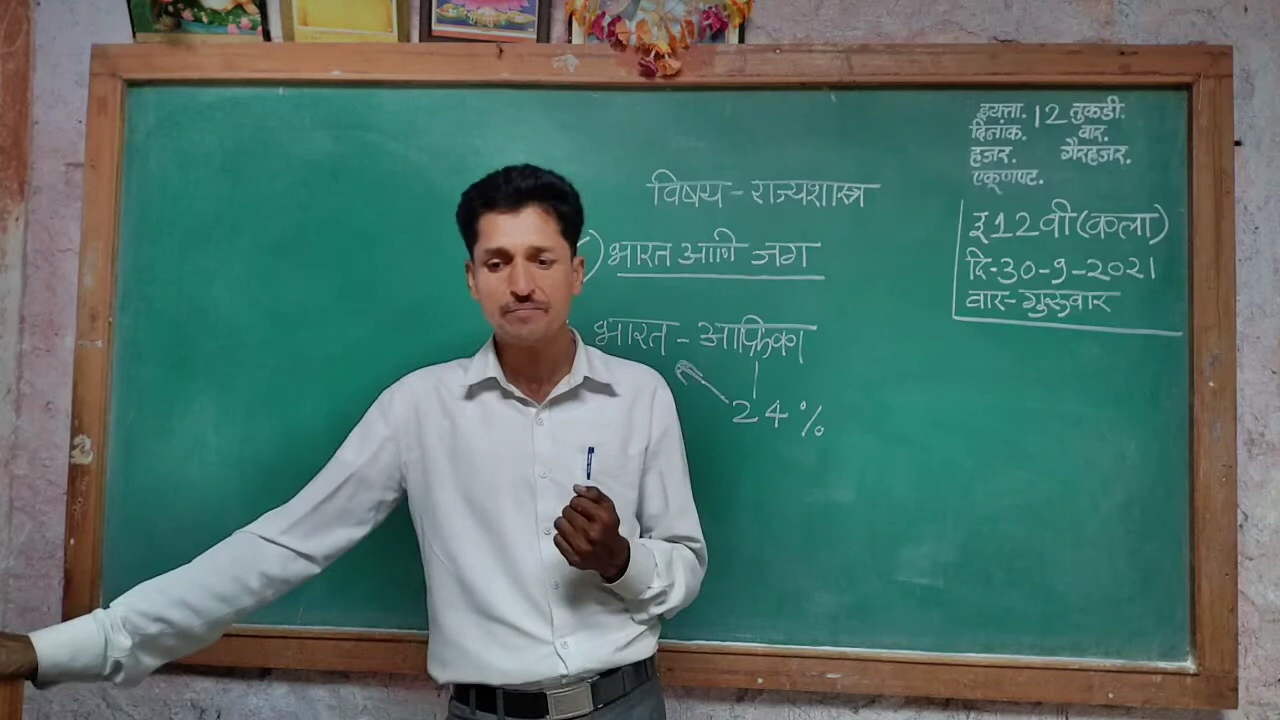 इयत्ता. 12 तुकडी.
दिनांक. वार.
हजर. गैरहजर.
एकूणपट.
विषय - राज्यशास्त्र
इ 12 वी (कला)
दि-30-9-2021
वार- गुरुवार
) भारत आणि जग
भारत - आफ्रिका
24 %